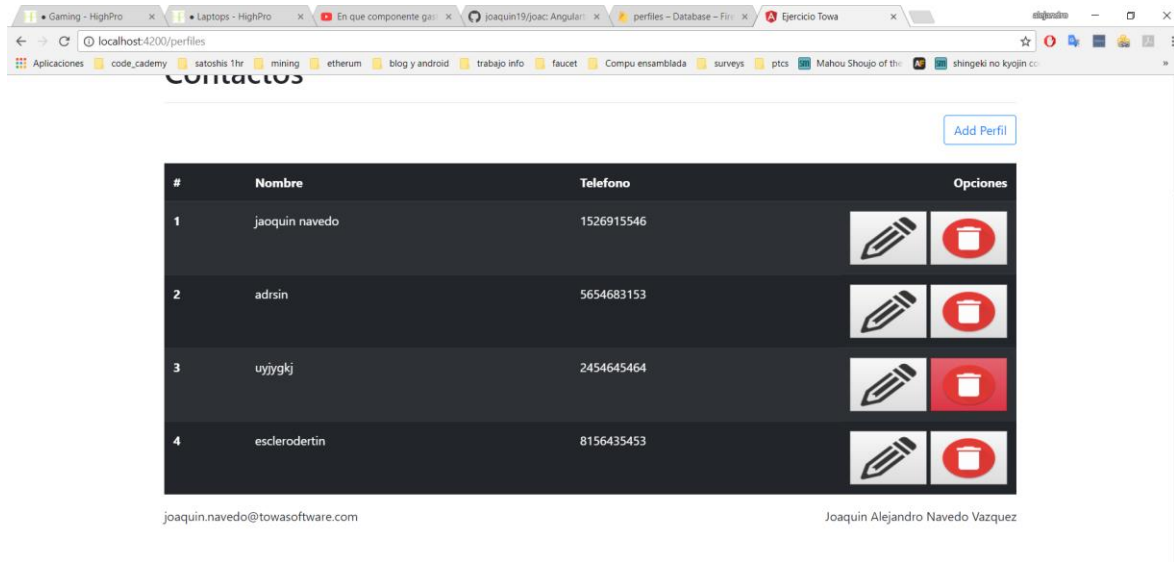 • Gaming - HighPro
• Laptops - HighPro
En que componente gas
joaquin19/joac: Angular
perfiles – Database – Fire
Ejercicio Towa
alejandro
localhost:4200/perfiles
Aplicaciones
code_cademy
satoshis 1hr
mining
etherum
blog y android
trabajo info
faucet
Compu ensamblada
surveys
ptcs
Mahou Shoujo of the
shingeki no kyojin co
Contactos
Add Perfil
# Nombre Telefono Opciones
1 jaoquin navedo 1526915546
2 adrsin 5654683153
3 uyjygkj 2454645464
4 esclerodertin 8156435453
joaquin.navedo@towasoftware.com
Joaquin Alejandro Navedo Vazquez